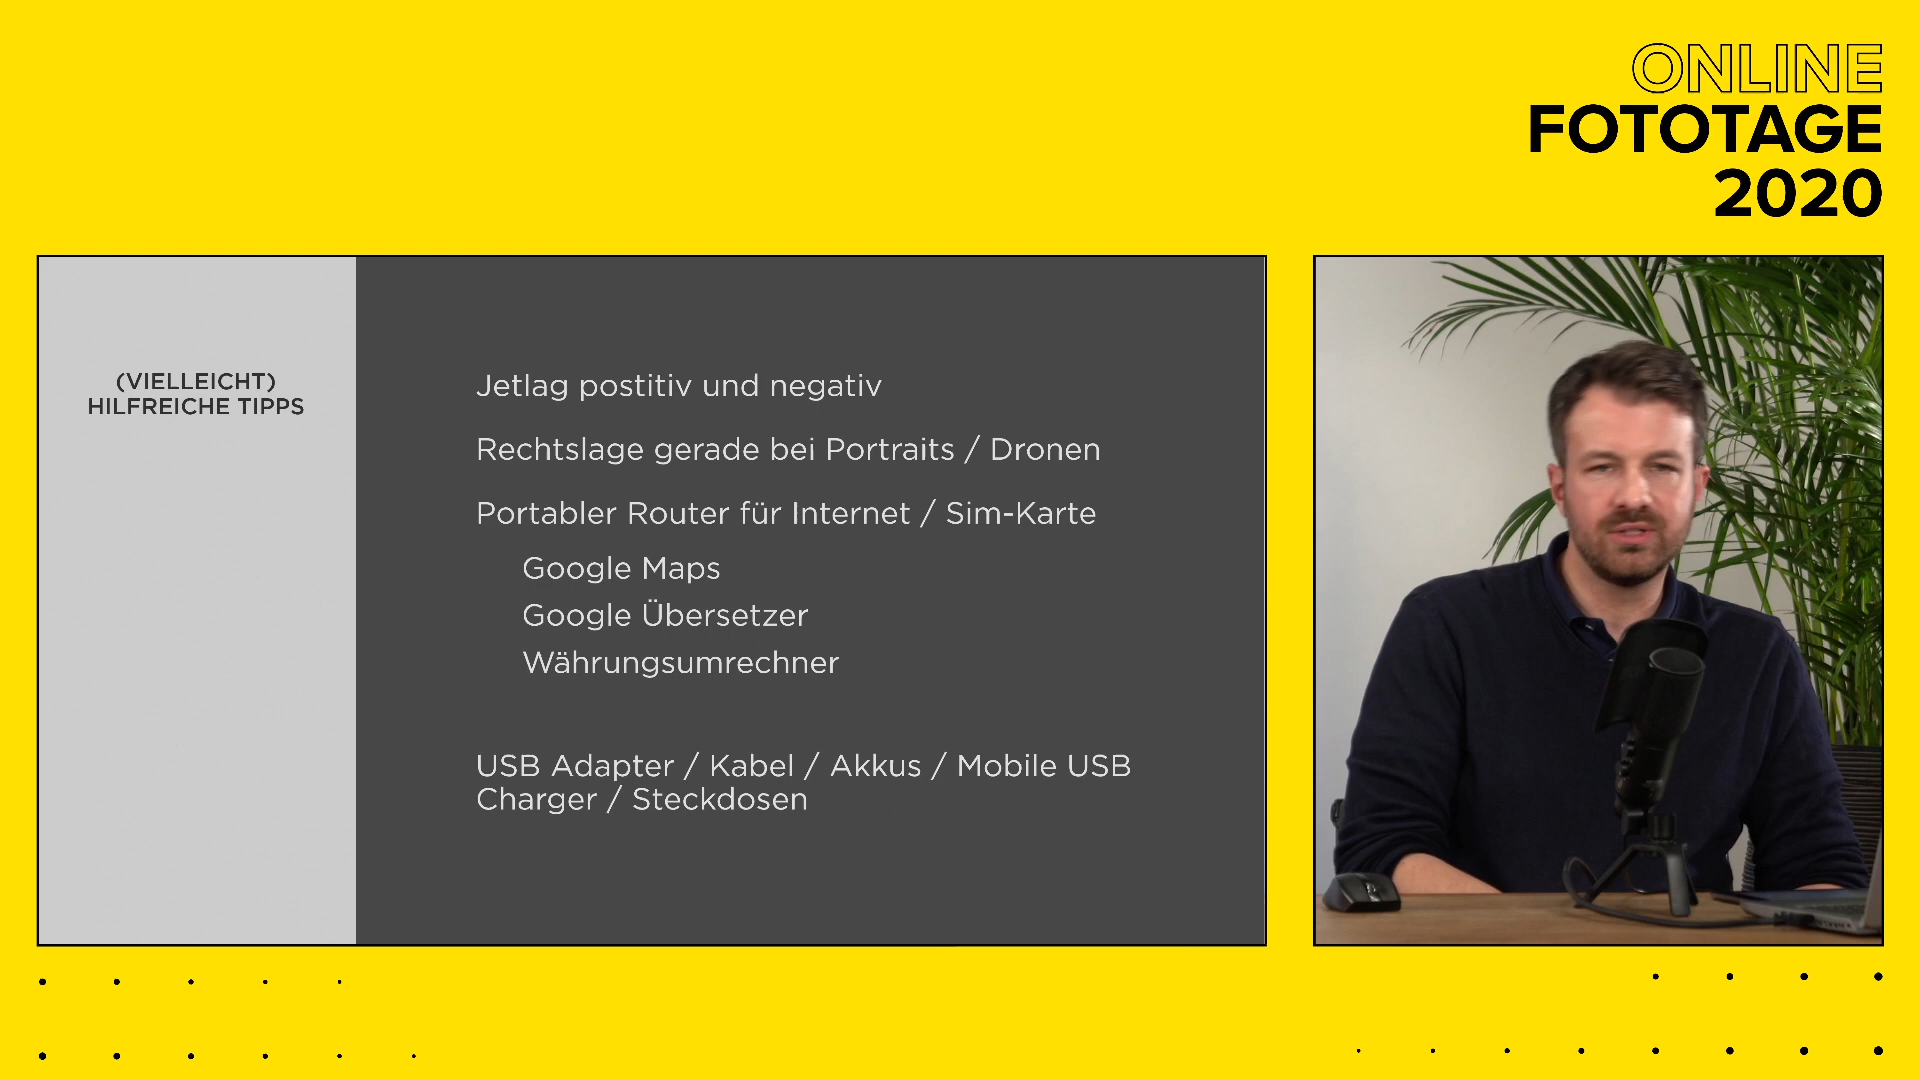 ONLINE
FOTOTAGE
2020
(VIELLEICHT)
HILFREICHE TIPPS
Jetlag postitiv und negativ
Rechtslage gerade bei Portraits / Dronen
Portabler Router für Internet / Sim-Karte
Google Maps
Google Übersetzer
Währungsumrechner
USB Adapter / Kabel / Akkus / Mobile USB
Charger / Steckdosen